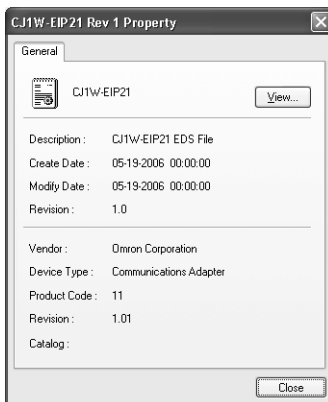 CJ1W-EIP21 Rev 1 Property
General
CJ1W-EIP21
View...
Description : CJ1W-EIP21 EDS File
Create Date : 05-19-2006 00:00:00
Modify Date : 05-19-2006 00:00:00
Revision : 1.0
Vendor : Omron Corporation
Device Type : Communications Adapter
Product Code : 11
Revision : 1.01
Catalog :
Close